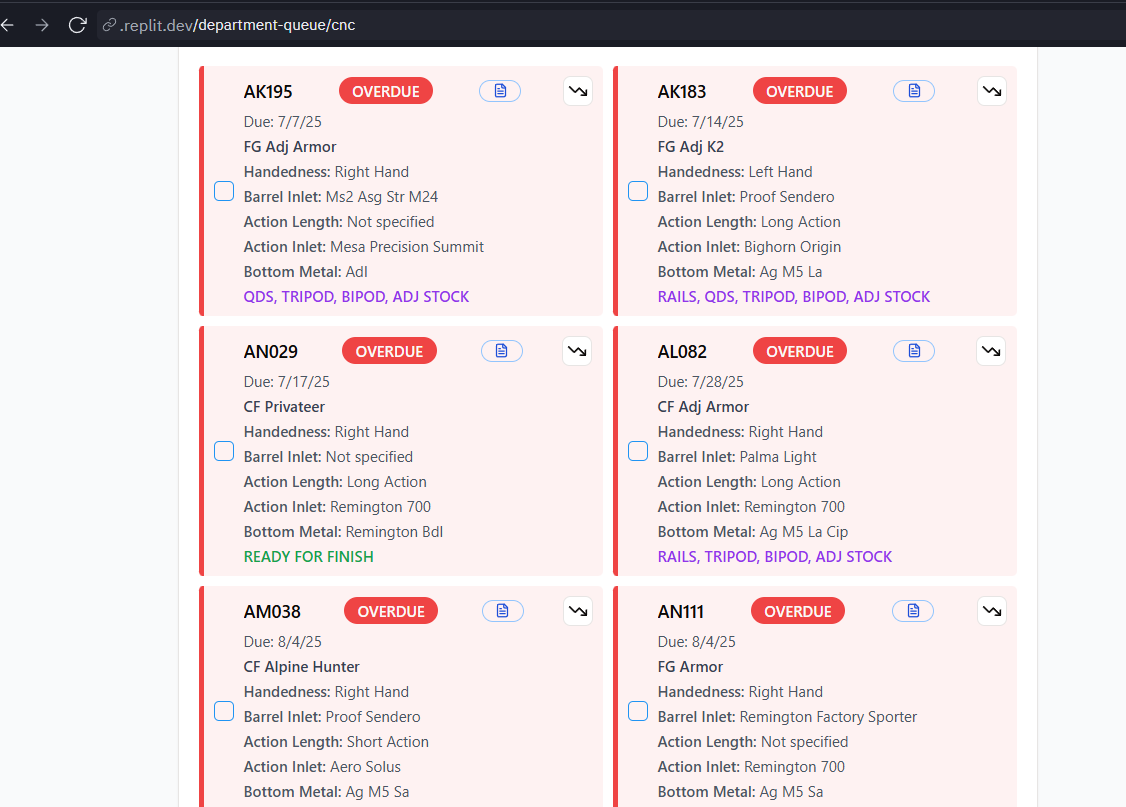 .replit.dev/department-queue/cnc
AK195 OVERDUE
Due: 7/7/25
FG Adj Armor
Handedness: Right Hand
Barrel Inlet: Ms2 Asg Str M24
Action Length: Not specified
Action Inlet: Mesa Precision Summit
Bottom Metal: Adl
QDS, TRIPOD, BIPOD, ADJ STOCK
AK183 OVERDUE
Due: 7/14/25
FG Adj K2
Handedness: Left Hand
Barrel Inlet: Proof Sendero
Action Length: Long Action
Action Inlet: Bighorn Origin
Bottom Metal: Ag M5 La
RAILS, QDS, TRIPOD, BIPOD, ADJ STOCK
AN029 OVERDUE
Due: 7/17/25
CF Privateer
Handedness: Right Hand
Barrel Inlet: Not specified
Action Length: Long Action
Action Inlet: Remington 700
Bottom Metal: Remington Bdl
READY FOR FINISH
AL082 OVERDUE
Due: 7/28/25
CF Adj Armor
Handedness: Right Hand
Barrel Inlet: Palma Light
Action Length: Long Action
Action Inlet: Remington 700
Bottom Metal: Ag M5 La Cip
RAILS, TRIPOD, BIPOD, ADJ STOCK
AM038 OVERDUE
Due: 8/4/25
CF Alpine Hunter
Handedness: Right Hand
Barrel Inlet: Proof Sendero
Action Length: Short Action
Action Inlet: Aero Solus
Bottom Metal: Ag M5 Sa
AN111 OVERDUE
Due: 8/4/25
FG Armor
Handedness: Right Hand
Barrel Inlet: Remington Factory Sporter
Action Length: Not specified
Action Inlet: Remington 700
Bottom Metal: Ag M5 Sa